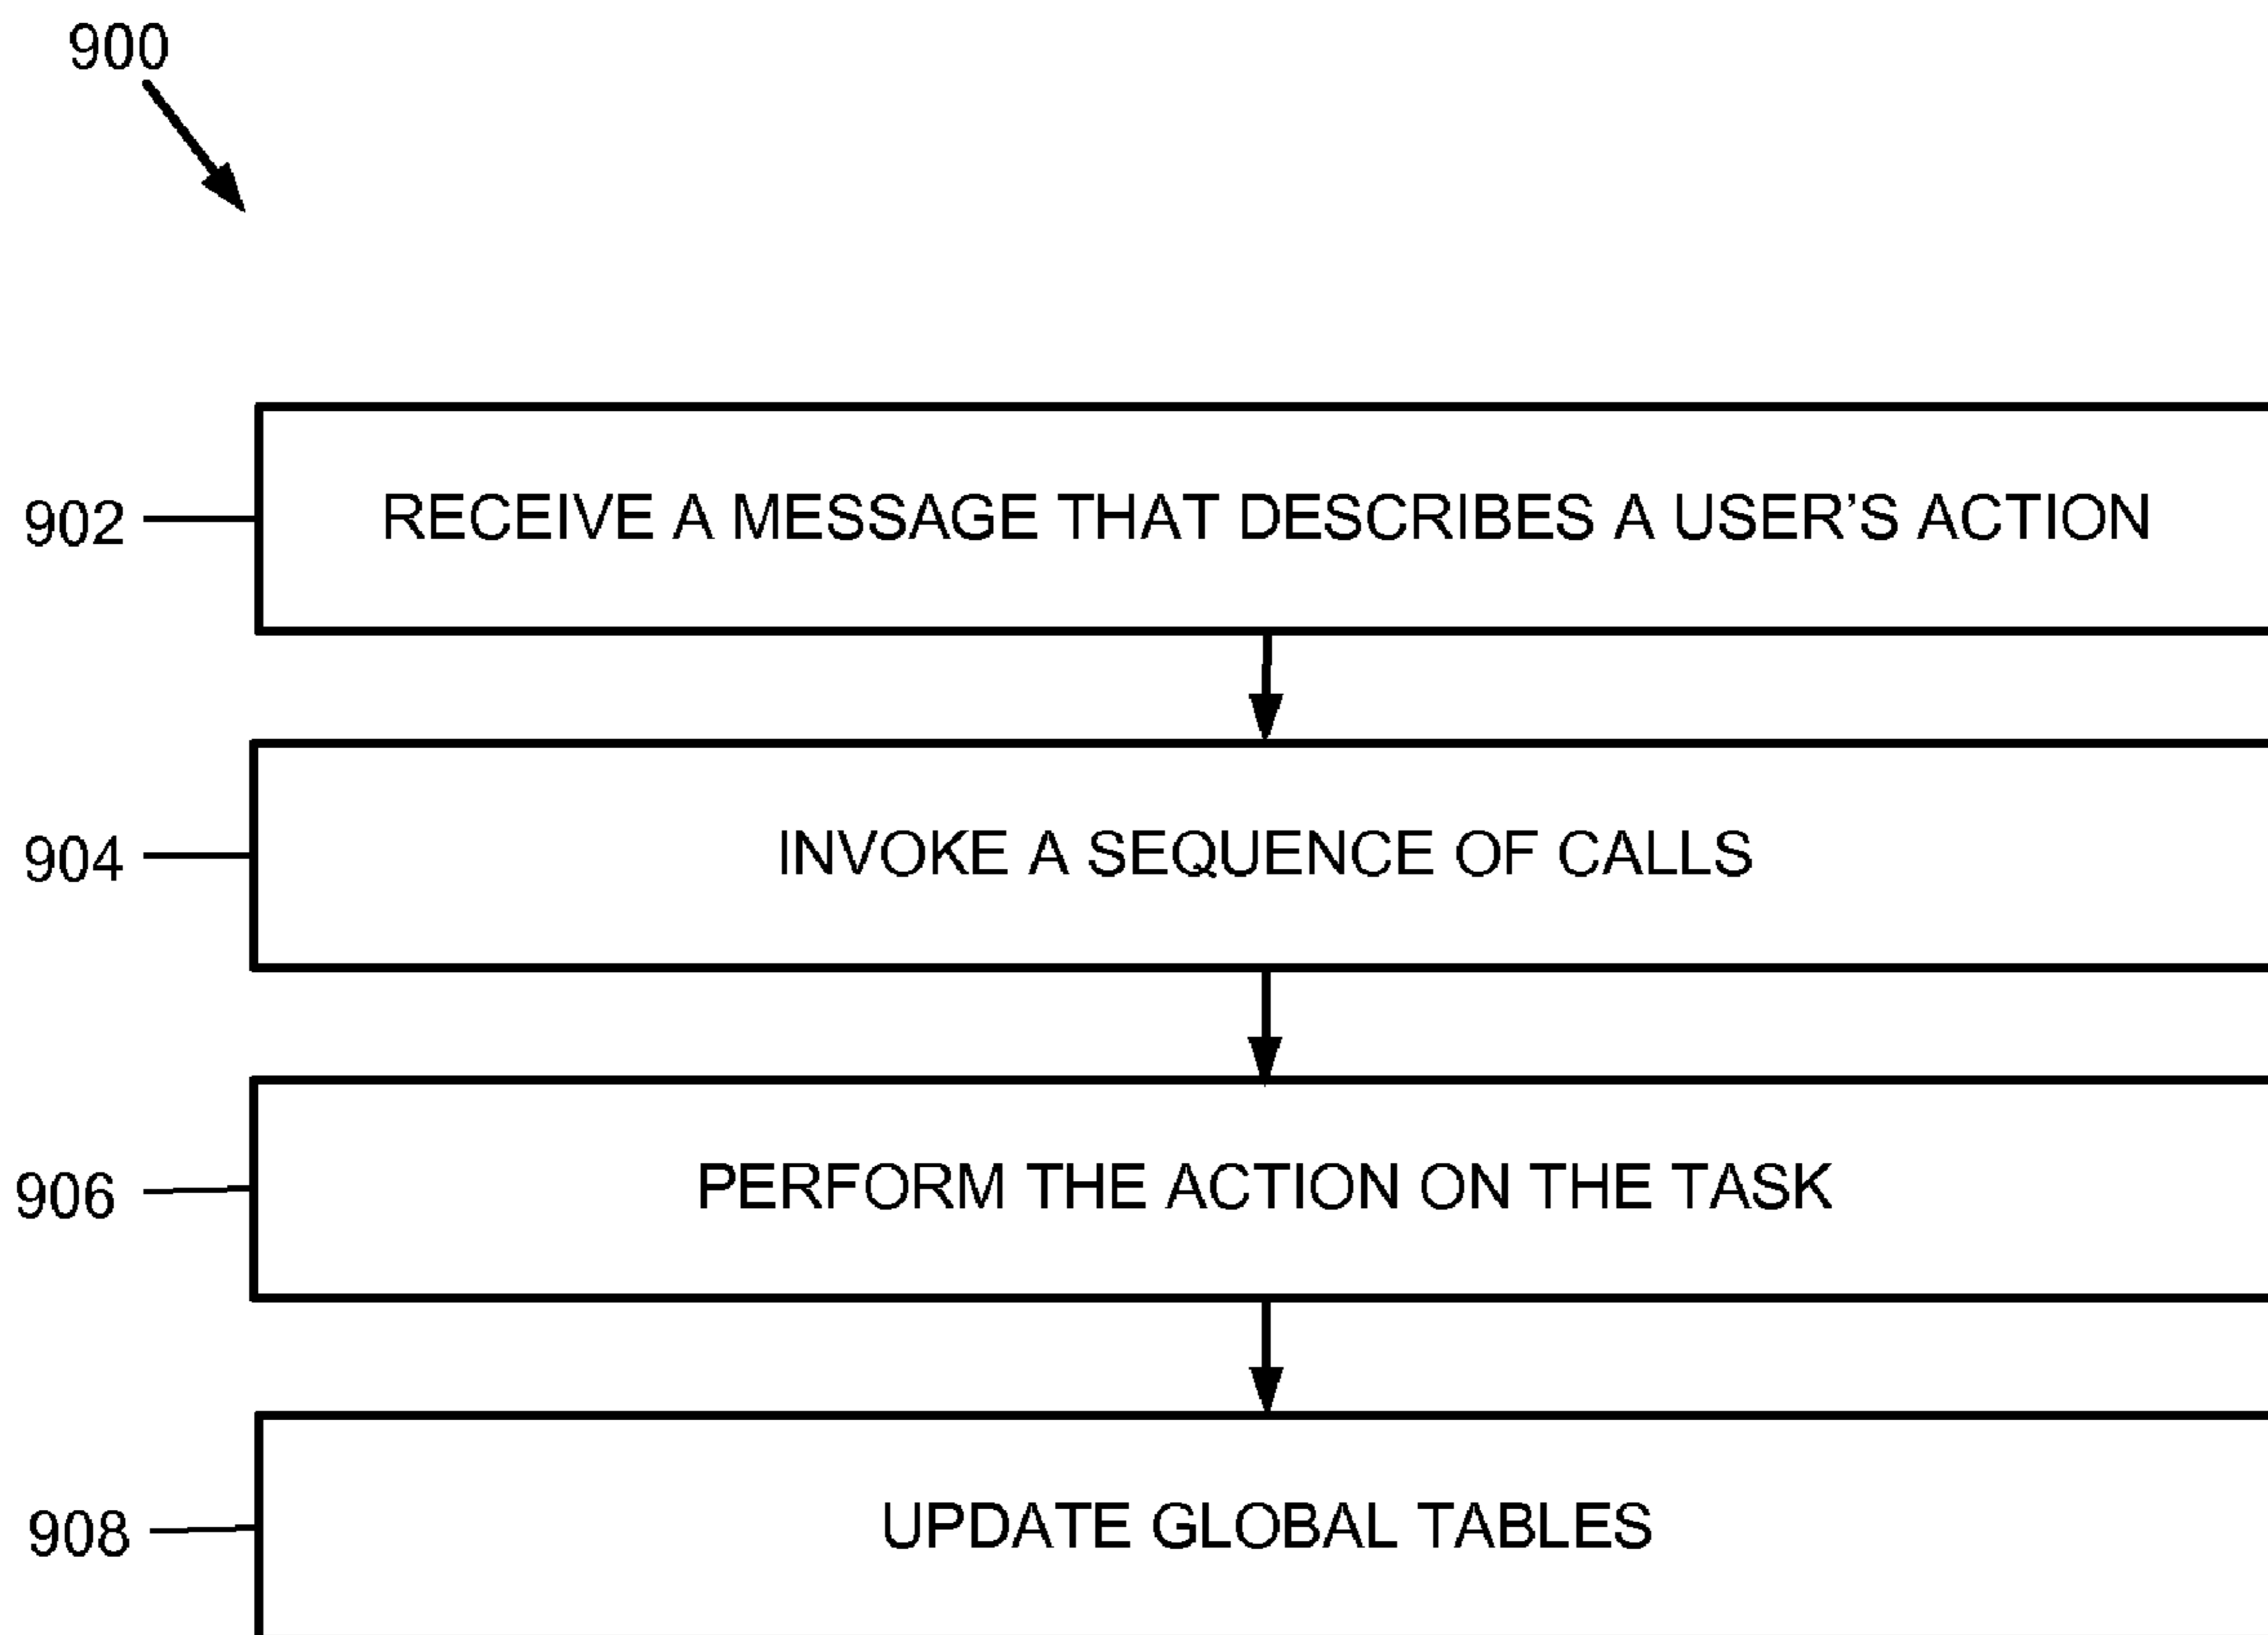 900
902 RECEIVE A MESSAGE THAT DESCRIBES A USER’S ACTION
904 INVOKE A SEQUENCE OF CALLS
906 PERFORM THE ACTION ON THE TASK
908 UPDATE GLOBAL TABLES